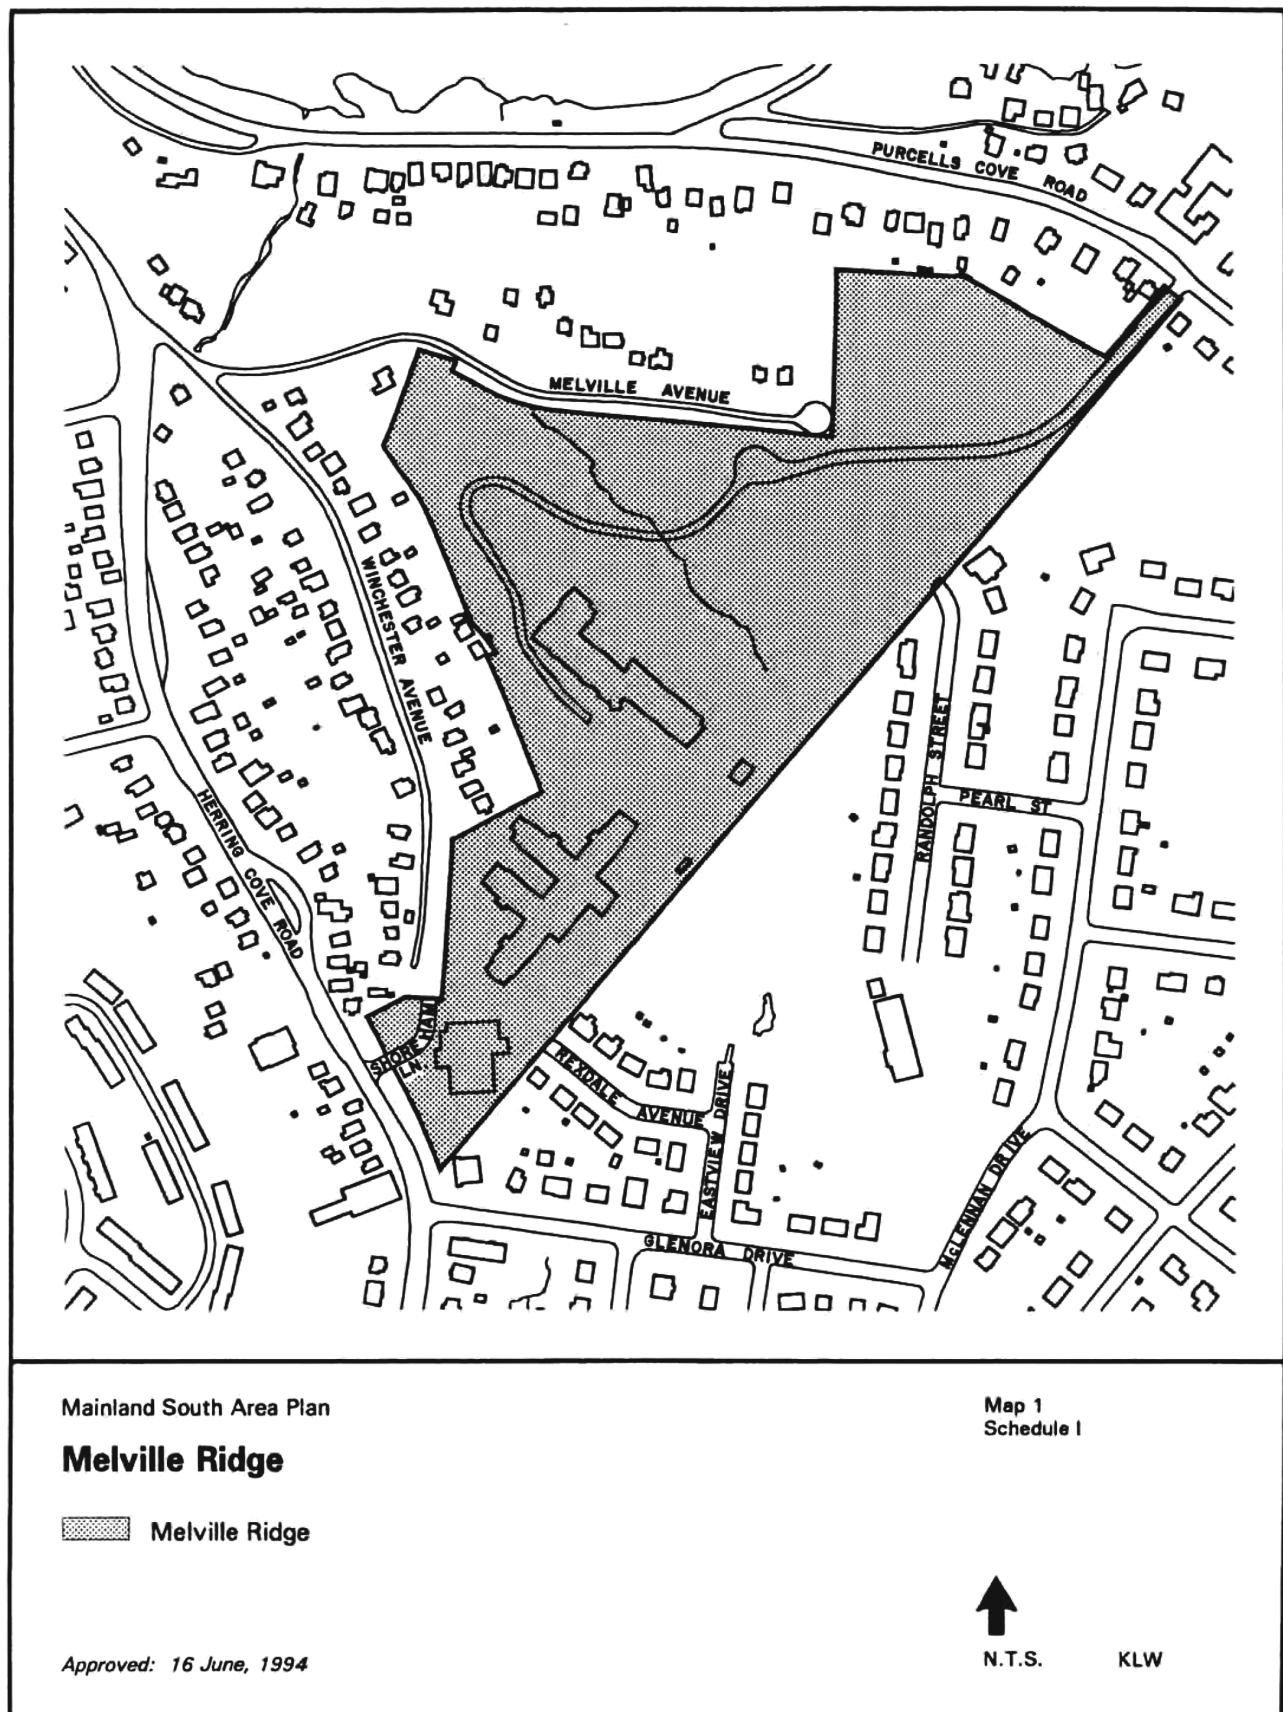 PURCELLS COVE ROAD
MELVILLE AVENUE
WINCHESTER AVENUE
RANDOLPH STREET
PEARL ST
HERRING COVE ROAD
SHOREHAM
LN.
REXDALE AVENUE
EASTVIEW DRIVE
McLENNAN DRIVE
GLENORA DRIVE
Mainland South Area Plan
Map 1
Schedule I
Melville Ridge
Melville Ridge
Approved: 16 June, 1994
N.T.S.
KLW